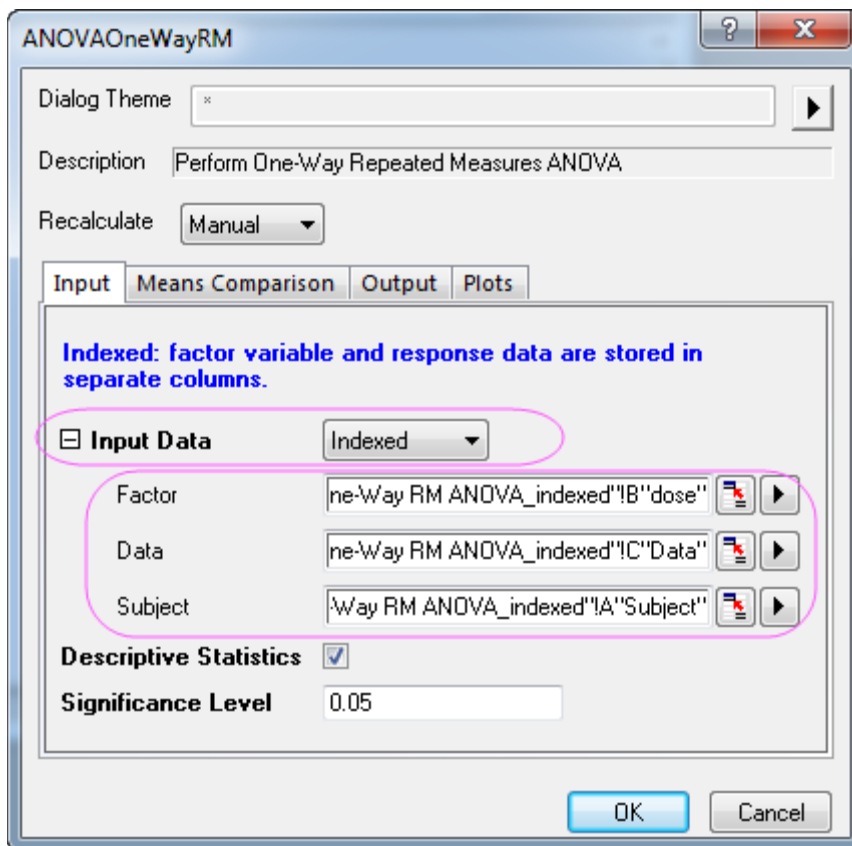 ANOVAOneWayRM
Dialog Theme *
Description Perform One-Way Repeated Measures ANOVA
Recalculate Manual
Input Means Comparison Output Plots
Indexed: factor variable and response data are stored in
separate columns.
Input Data Indexed
Factor ne-Way RM ANOVA_indexed"!B"dose"
Data ne-Way RM ANOVA_indexed"!C"Data"
Subject -Way RM ANOVA_indexed"!A"Subject"
Descriptive Statistics
Significance Level 0.05
OK Cancel